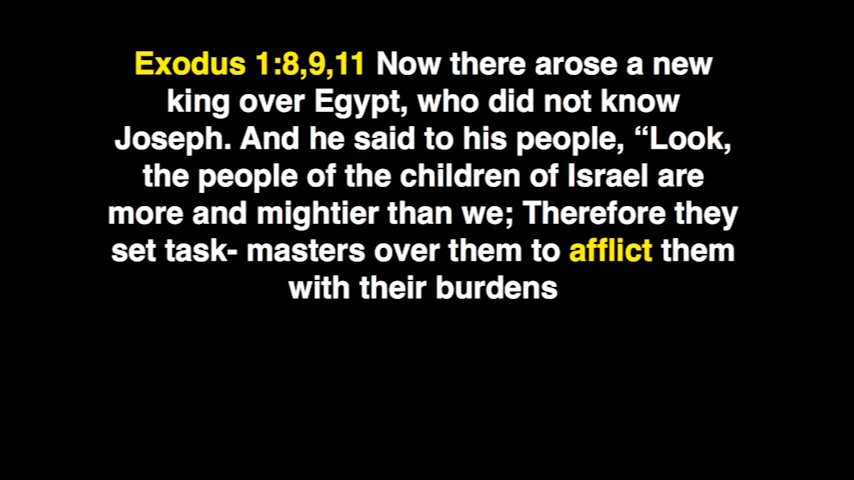 Exodus 1:8,9,11 Now there arose a new
king over Egypt, who did not know
Joseph. And he said to his people, “Look,
the people of the children of Israel are
more and mightier than we; Therefore they
set task- masters over them to afflict them
with their burdens